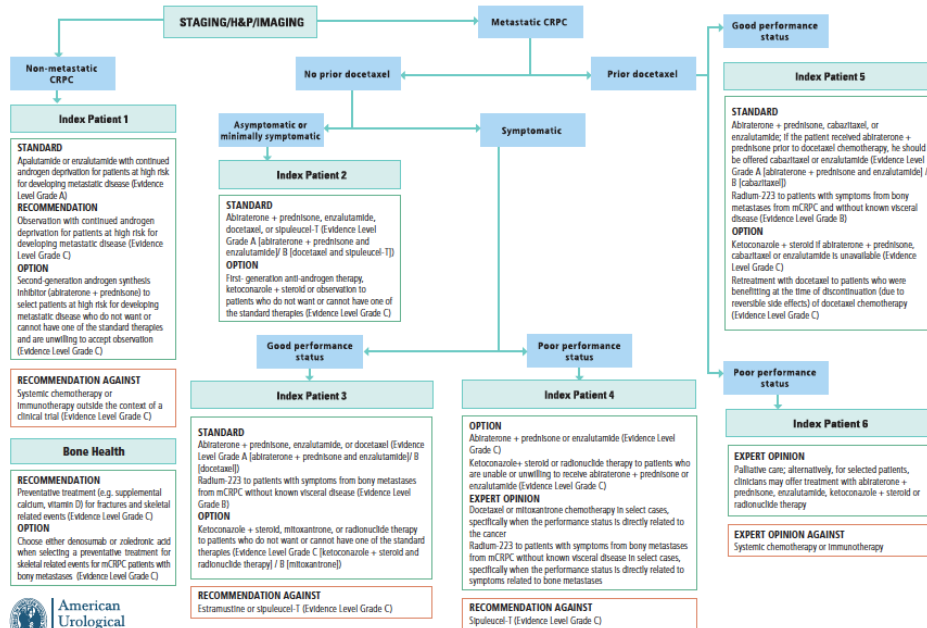 STAGING/H&P/IMAGING
Metastatic CRPC
Good performance
status
Non-metastatic
CRPC
No prior docetaxel
Prior docetaxel
Index Patient 5
Index Patient 1
Asymptomatic or
minimally symptomatic
Symptomatic
STANDARD
Apalutamide or enzalutamide with continued
androgen deprivation for patients at high risk
for developing metastatic disease (Evidence
Level Grade A)
RECOMMENDATION
Observation with continued androgen
deprivation for patients at high risk for
developing metastatic disease (Evidence
Level Grade C)
OPTION
Second-generation androgen synthesis
inhibitor (abiraterone + prednisone) to
select patients at high risk for developing
metastatic disease who do not want or
cannot have one of the standard therapies
and are unwilling to accept observation
(Evidence Level Grade C)
RECOMMENDATION AGAINST
Systemic chemotherapy or
immunotherapy outside the context of a
clinical trial (Evidence Level Grade C)
Bone Health
RECOMMENDATION
Preventative treatment (e.g. supplemental
calcium, vitamin D) for fractures and skeletal
related events (Evidence Level Grade C)
OPTION
Choose either denosumab or zoledronic acid
when selecting a preventative treatment for
skeletal related events for mCRPC patients with
bony metastases (Evidence Level Grade C)
Index Patient 2
STANDARD
Abiraterone + prednisone, enzalutamide,
docetaxel, or sipuleucel-T (Evidence Level
Grade A [abiraterone + prednisone and
enzalutamide]/ B [docetaxel and sipuleucel-T])
OPTION
First- generation anti-androgen therapy,
ketoconazole + steroid or observation to
patients who do not want or cannot have one of
the standard therapies (Evidence Level Grade C)
Good performance
status
Poor performance
status
Index Patient 3
STANDARD
Abiraterone + prednisone, enzalutamide, or docetaxel (Evidence
Level Grade A [abiraterone + prednisone and enzalutamide]/ B
[docetaxel])
Radium-223 to patients with symptoms from bony metastases
from mCRPC without known visceral disease (Evidence Level
Grade B)
OPTION
Ketoconazole + steroid, mitoxantrone, or radionuclide therapy
to patients who do not want or cannot have one of the standard
therapies (Evidence Level Grade C [ketoconazole + steroid and
radionuclide therapy] / B [mitoxantrone])
RECOMMENDATION AGAINST
Estramustine or sipuleucel-T (Evidence Level Grade C)
Index Patient 4
OPTION
Abiraterone + prednisone or enzalutamide (Evidence Level
Grade C)
Ketoconazole+ steroid or radionuclide therapy to patients who
are unable or unwilling to receive abiraterone + prednisone or
enzalutamide (Evidence Level Grade C)
EXPERT OPINION
Docetaxel or mitoxantrone chemotherapy in select cases,
specifically when the performance status is directly related to
the cancer
Radium-223 to patients with symptoms from bony metastases
from mCRPC without known visceral disease in select cases,
specifically when the performance status is directly related to
symptoms related to bone metastases
RECOMMENDATION AGAINST
Sipuleucel-T (Evidence Level Grade C)
STANDARD
Abiraterone + prednisone, cabazitaxel, or
enzalutamide; if the patient received abiraterone +
prednisone prior to docetaxel chemotherapy, he should
be offered cabazitaxel or enzalutamide (Evidence Level
Grade A [abiraterone + prednisone and enzalutamide] /
B [cabazitaxel])
Radium-223 to patients with symptoms from bony
metastases from mCRPC and without known visceral
disease (Evidence Level Grade B)
OPTION
Ketoconazole + steroid if abiraterone + prednisone,
cabazitaxel or enzalutamide is unavailable (Evidence
Level Grade C)
Retreatment with docetaxel to patients who were
benefitting at the time of discontinuation (due to
reversible side effects) of docetaxel chemotherapy
(Evidence Level Grade C)
Poor performance
status
Index Patient 6
EXPERT OPINION
Palliative care; alternatively, for selected patients,
clinicians may offer treatment with abiraterone +
prednisone, enzalutamide, ketoconazole + steroid or
radionuclide therapy
EXPERT OPINION AGAINST
Systemic chemotherapy or immunotherapy
American
Urological